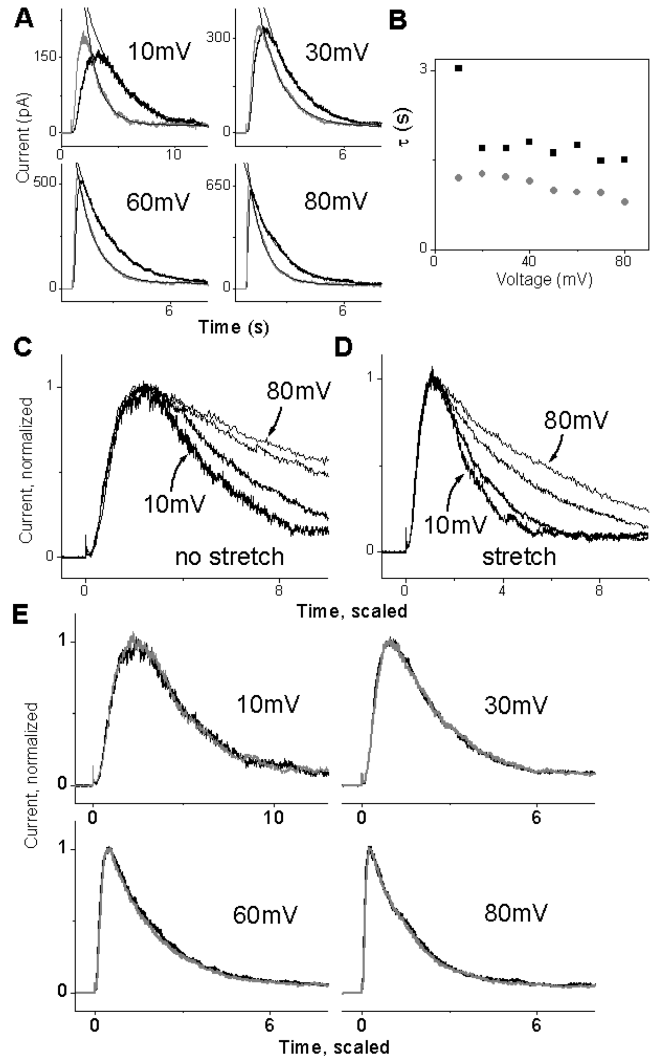 A
B
10mV
30mV
60mV
80mV
Current (pA)
150
0
0
10
300
0
6
500
0
6
650
0
6
Time (s)
3
0
τ (s)
0
40
80
Voltage (mV)
C
D
Current, normalized
1
0
80mV
10mV
no stretch
0
8
1
0
80mV
10mV
stretch
0
4
8
Time, scaled
E
Current, normalized
1
0
10mV
0
10
30mV
0
6
1
0
60mV
0
6
80mV
0
6
Time, scaled
Time, scaled